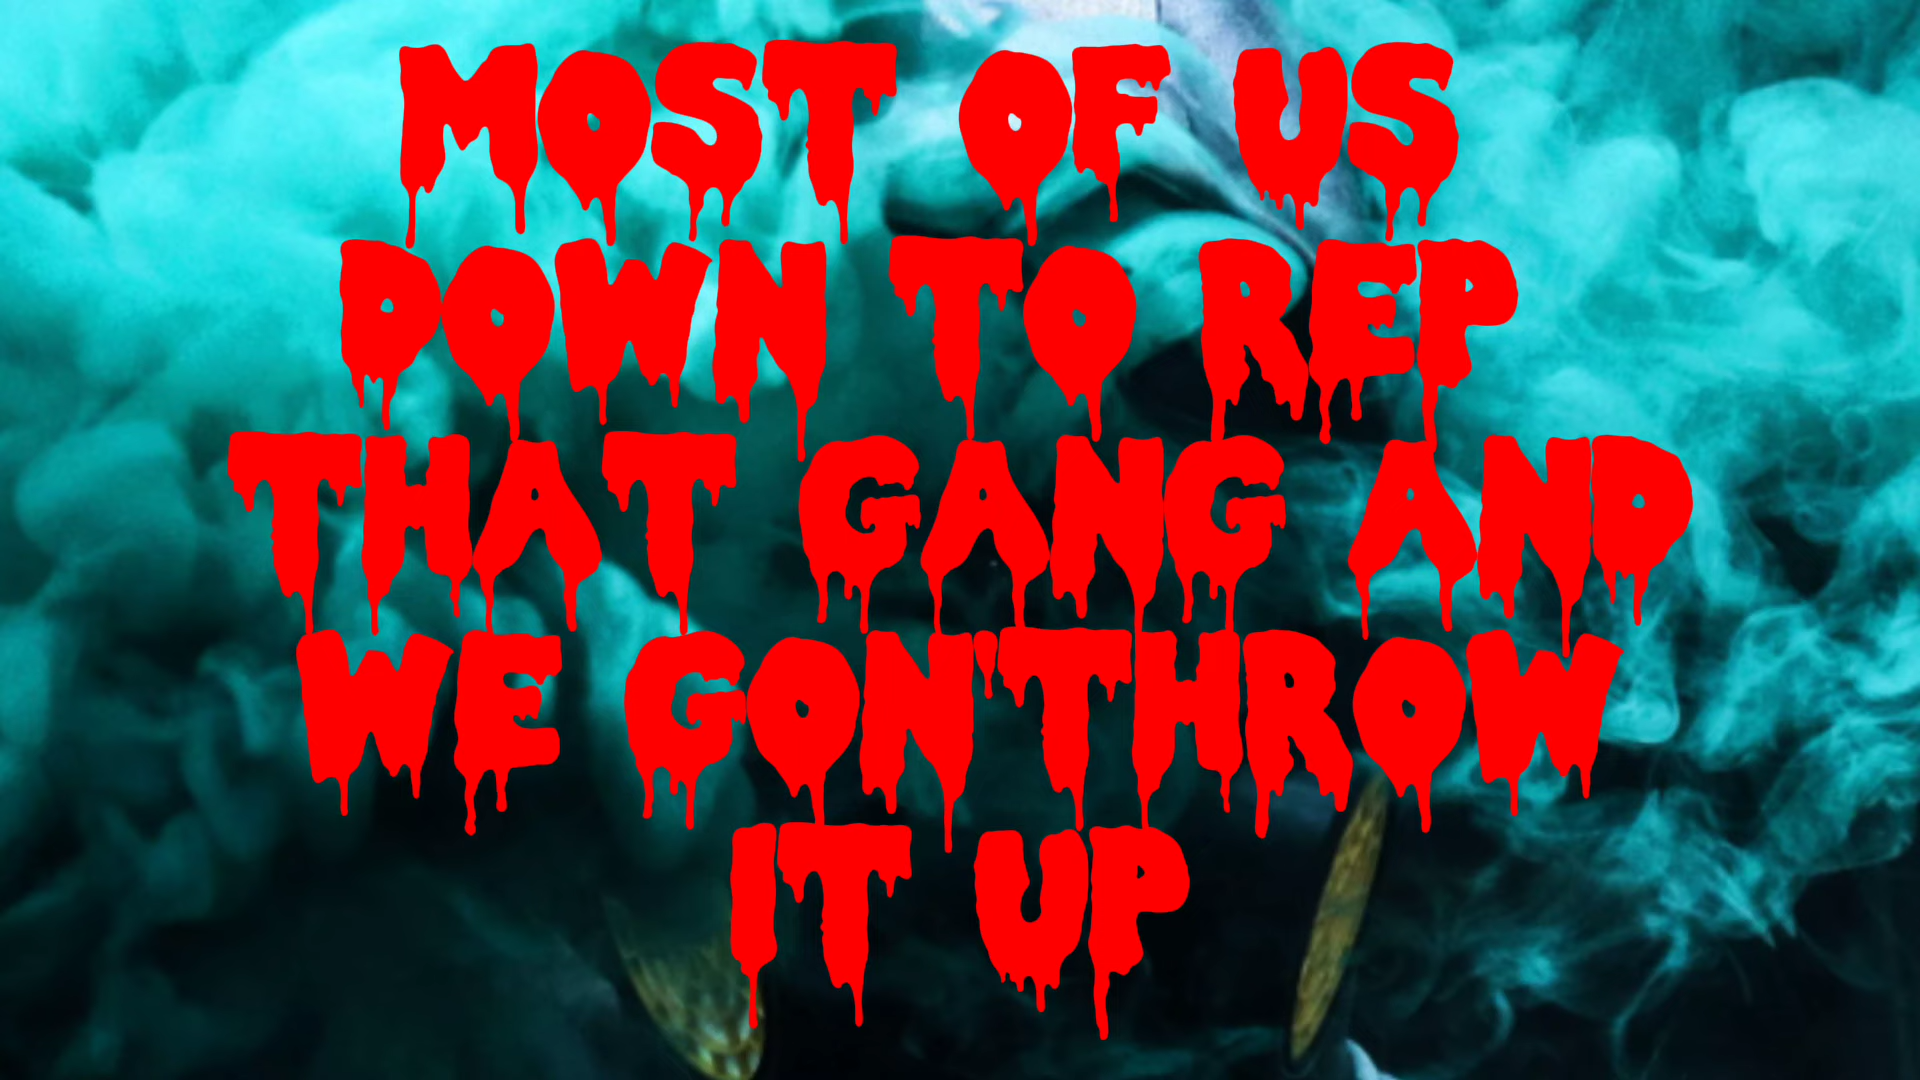 MOST OF US
DOWN TO REP
THAT GANG AND
WE GON'THROW
IT UP